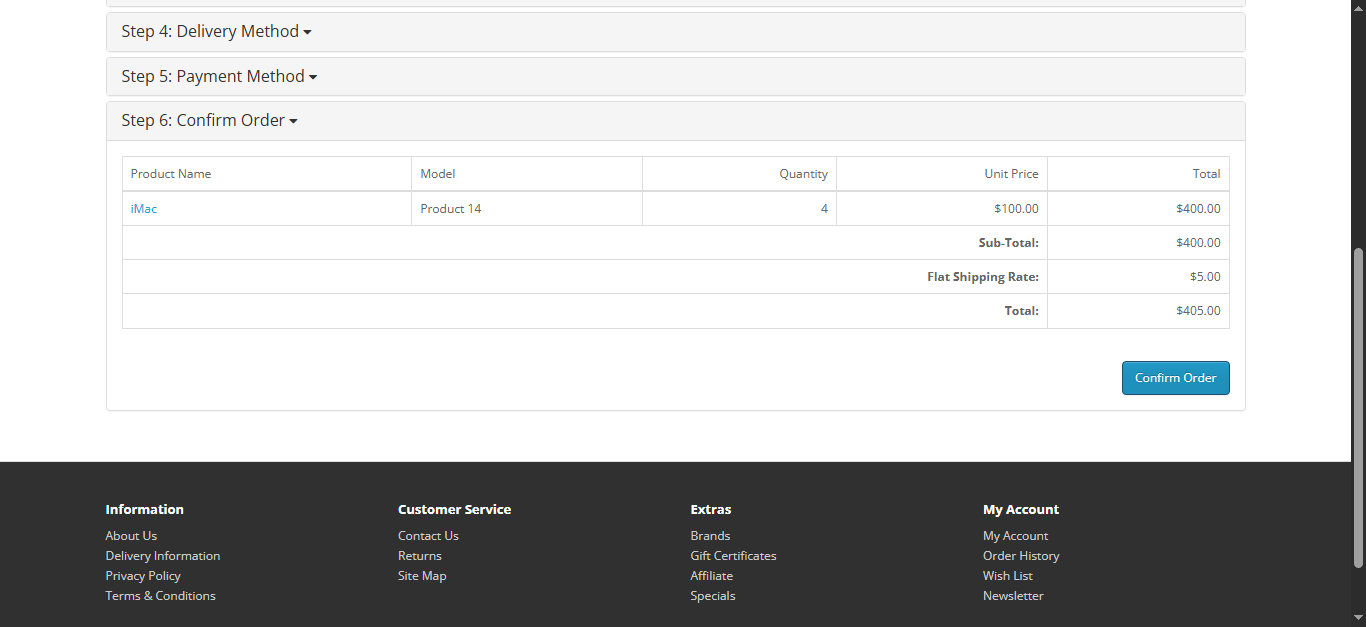 Step 4: Delivery Method
Step 5: Payment Method
Step 6: Confirm Order
Product Name Model Quantity Unit Price Total
iMac Product 14 4 $100.00 $400.00
Sub-Total: $400.00
Flat Shipping Rate: $5.00
Total: $405.00
Confirm Order
Information Customer Service Extras My Account
About Us Contact Us Brands My Account
Delivery Information Returns Gift Certificates Order History
Privacy Policy Site Map Affiliate Wish List
Terms & Conditions Specials Newsletter